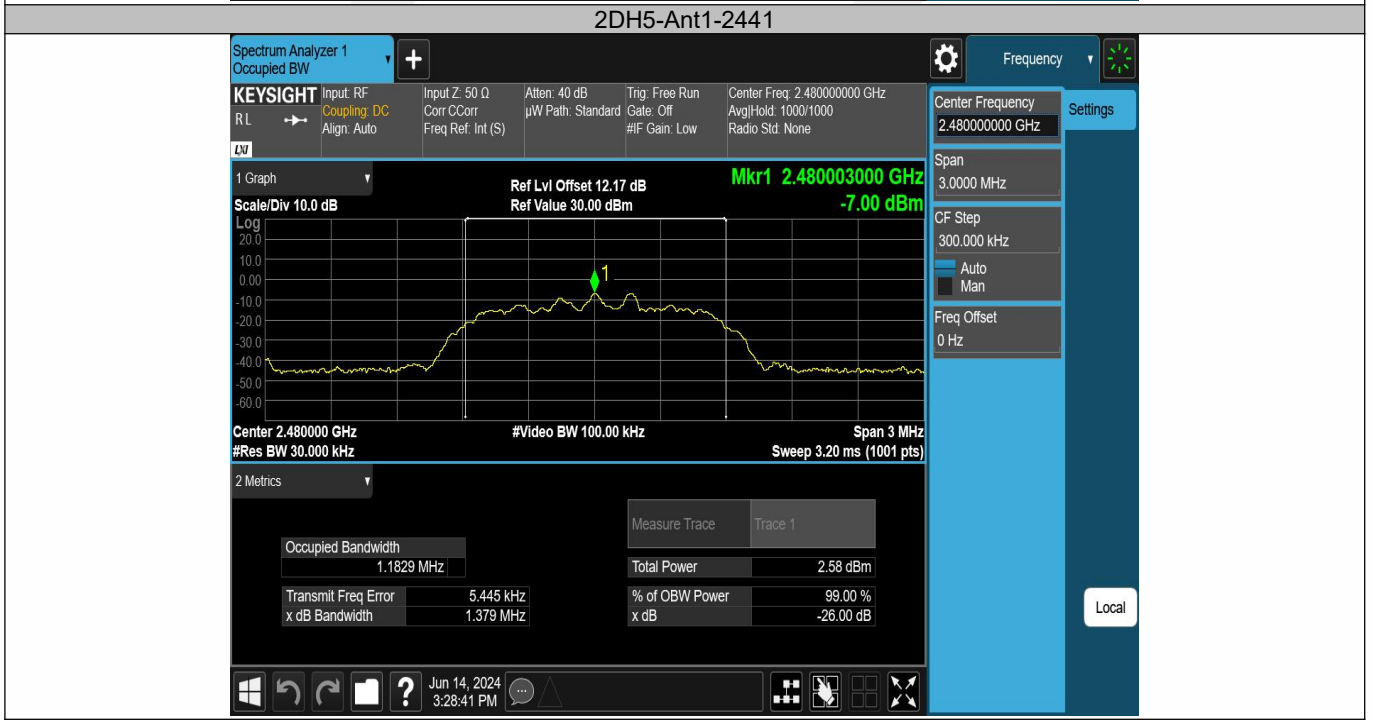 2DH5-Ant1-2441
Spectrum Analyzer 1
Occupied BW
+
Frequency
KEYSIGHT
R L
LXI
Input: RF
Coupling: DC
Align: Auto
Input Z: 50 Ω
Corr CCorr
Freq Ref: Int (S)
Atten: 40 dB
µW Path: Standard
Trig: Free Run
Gate: Off
#IF Gain: Low
Center Freq: 2.480000000 GHz
Avg|Hold: 1000/1000
Radio Std: None
Center Frequency
2.480000000 GHz
Settings
Span
3.0000 MHz
CF Step
300.000 kHz
Auto
Man
Freq Offset
0 Hz
Local
1 Graph
Scale/Div 10.0 dB
Ref Lvl Offset 12.17 dB
Ref Value 30.00 dBm
Mkr1 2.480003000 GHz
-7.00 dBm
Log
20.0
10.0
0.00
-10.0
-20.0
-30.0
-40.0
-50.0
-60.0
1
Center 2.480000 GHz
#Res BW 30.000 kHz
#Video BW 100.00 kHz
Span 3 MHz
Sweep 3.20 ms (1001 pts)
2 Metrics
Measure Trace Trace 1
Occupied Bandwidth
1.1829 MHz
Total Power 2.58 dBm
Transmit Freq Error 5.445 kHz
% of OBW Power 99.00 %
x dB Bandwidth 1.379 MHz
x dB -26.00 dB
?
Jun 14, 2024
3:28:41 PM